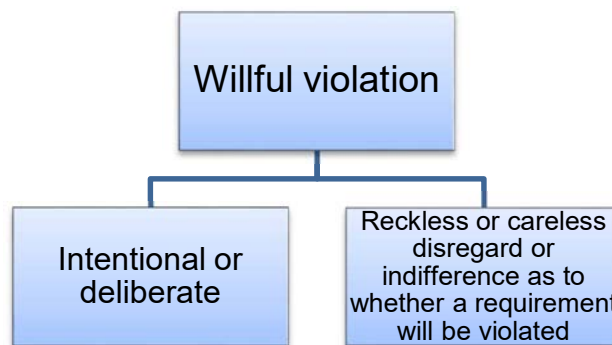 Willful violation
Intentional or
deliberate
Reckless or careless
disregard or
indifference as to
whether a requirement
will be violated